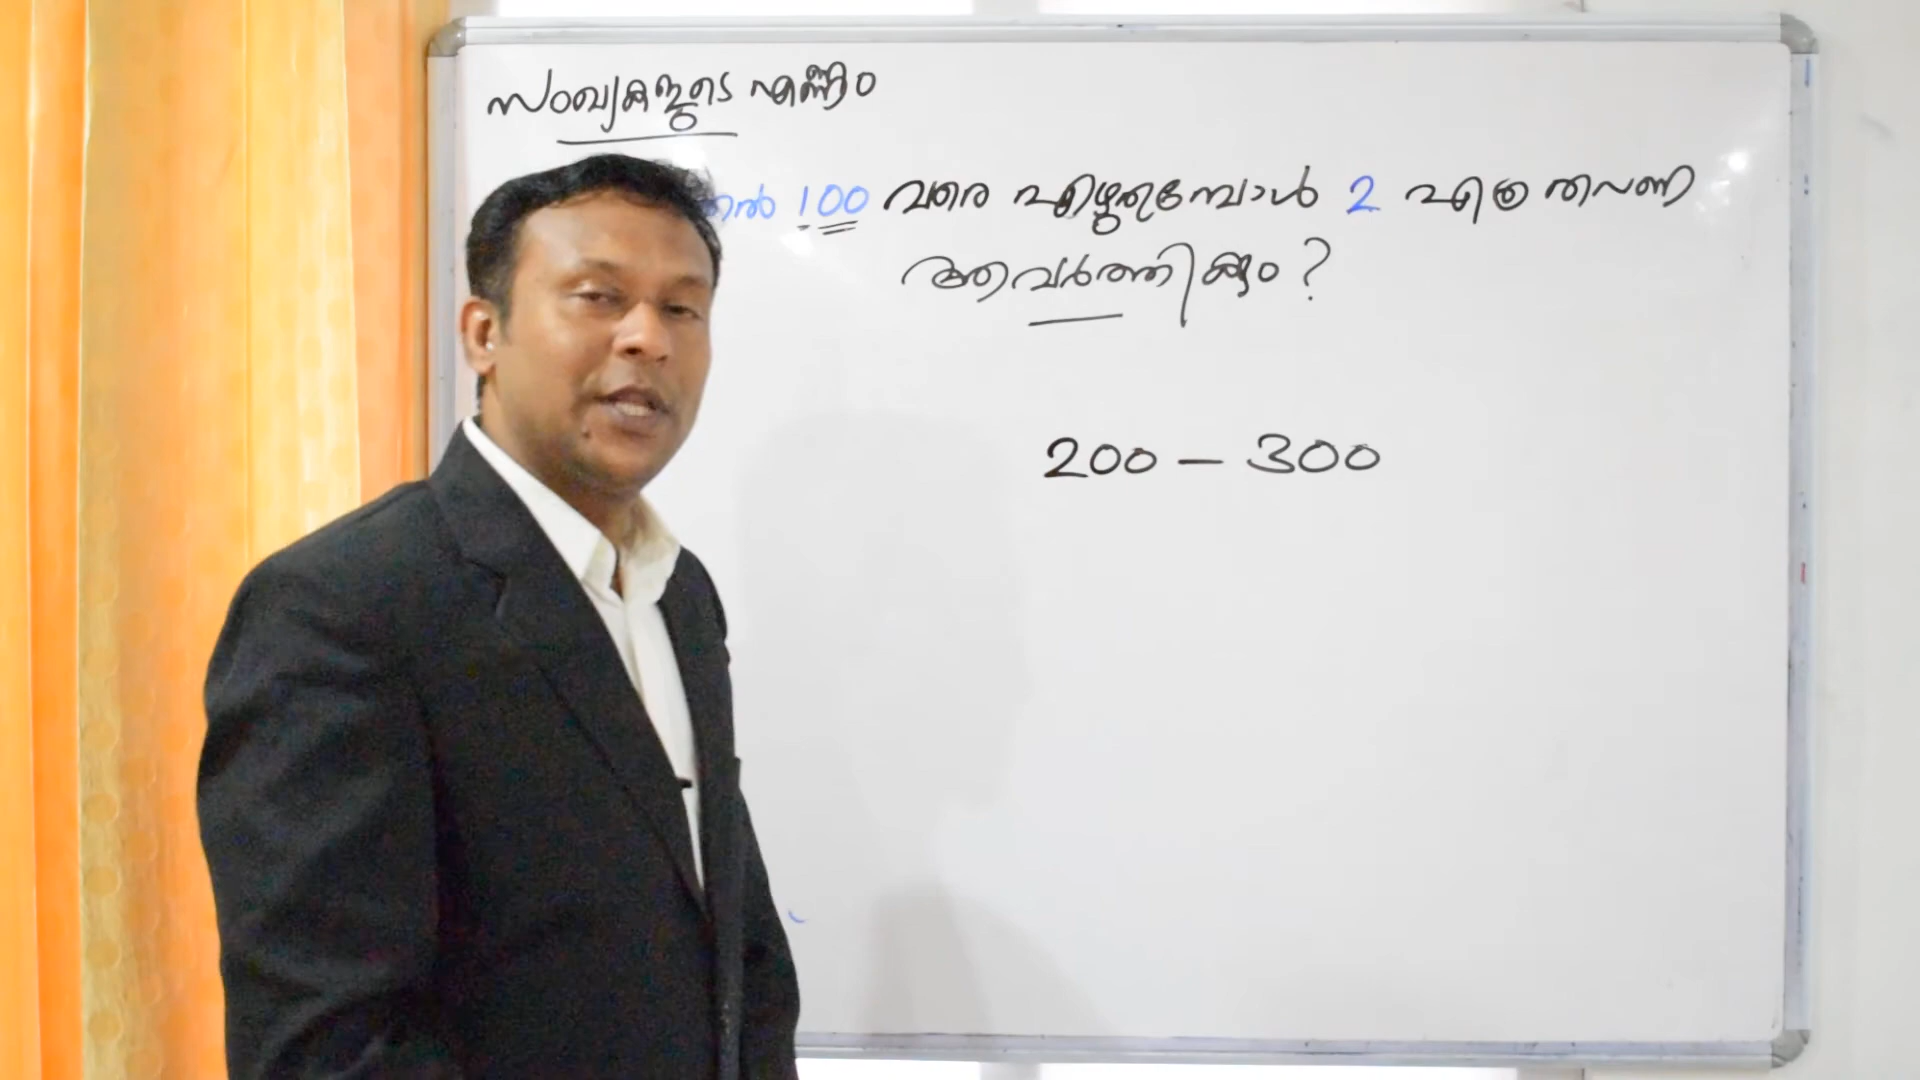 സംഖ്യകളുടെ എണ്ണം
100 വരെ എഴുതുമ്പോൾ 2 എത്ര തവണ
ആവർത്തിക്കും?
200 – 300